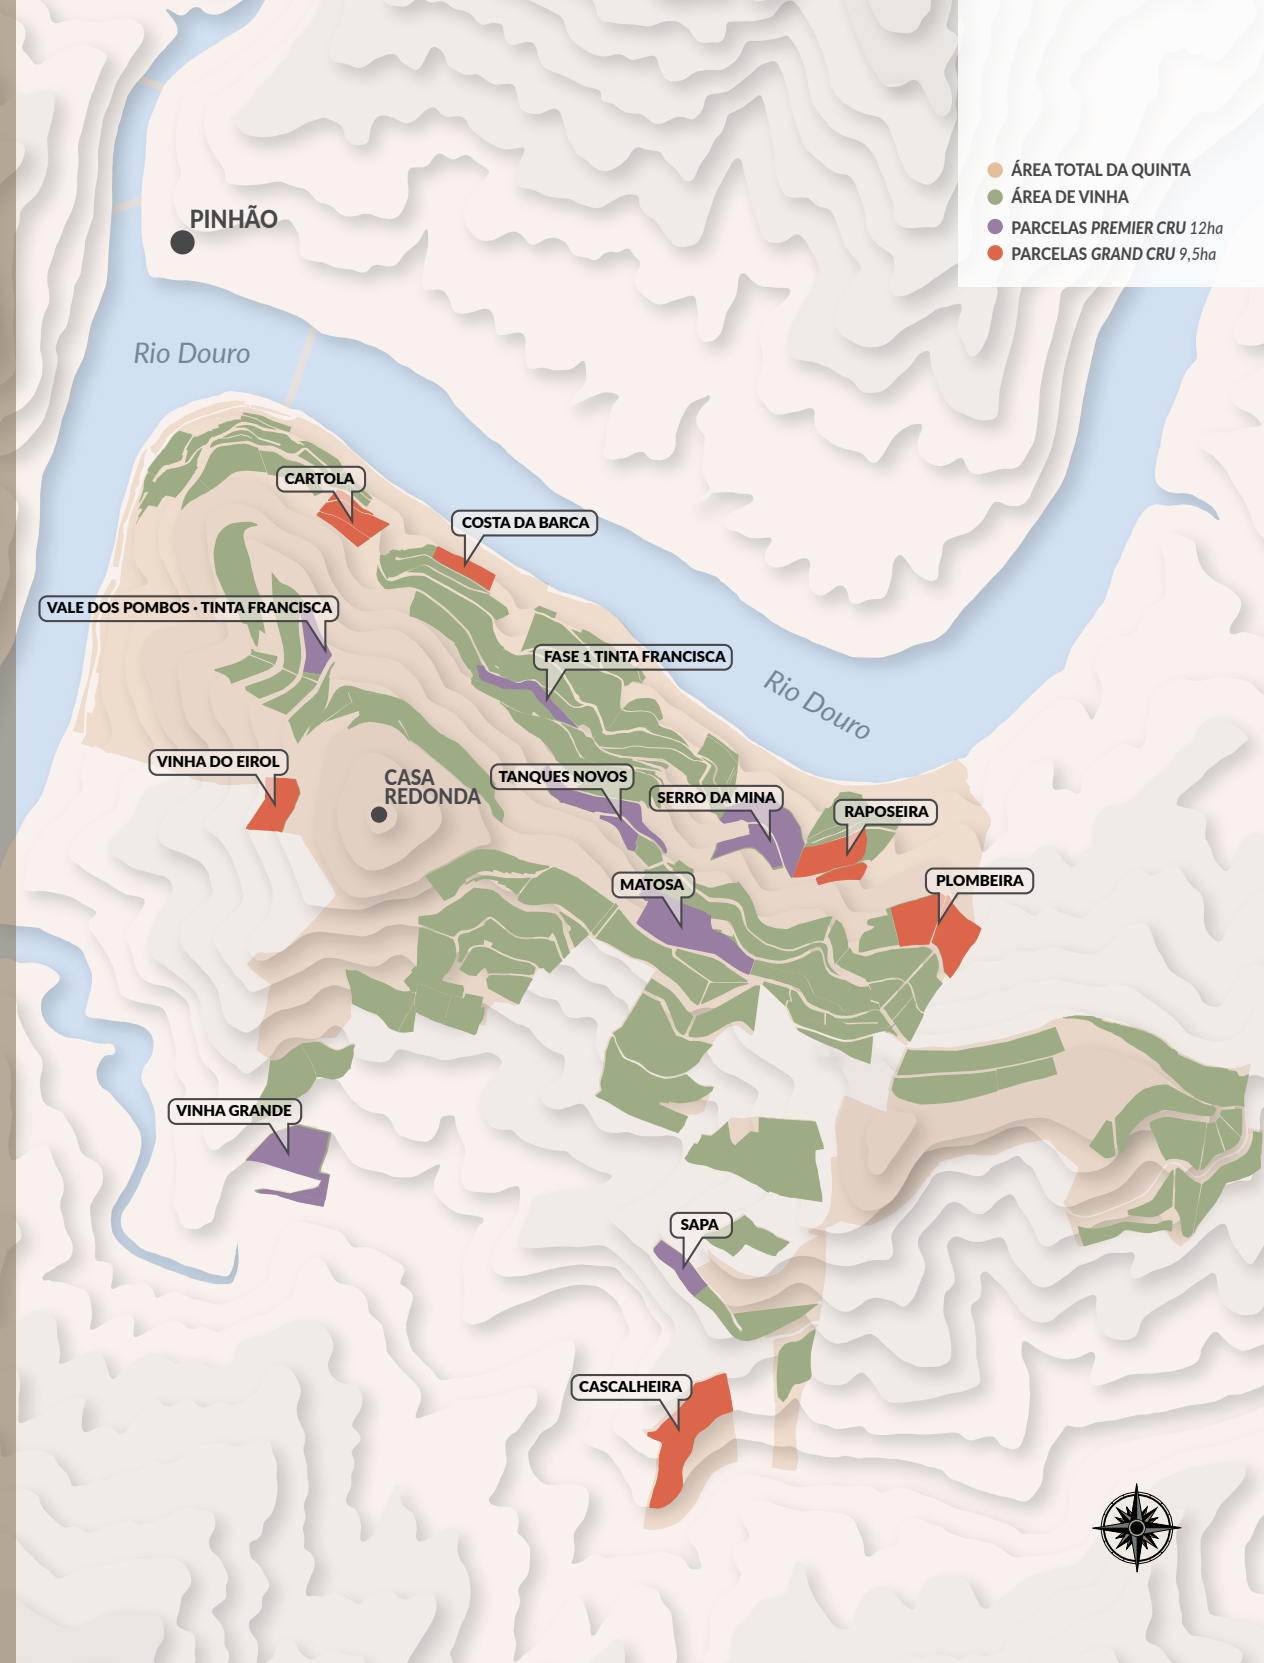 ÁREA TOTAL DA QUINTA
ÁREA DE VINHA
PARCELAS PREMIER CRU 12ha
PARCELAS GRAND CRU 9,5ha
PINHÃO
Rio Douro
CARTOLA
COSTA DA BARCA
VALE DOS POMBOS · TINTA FRANCISCA
FASE 1 TINTA FRANCISCA
Rio Douro
VINHA DO EIROL
CASA
REDONDA
TANQUES NOVOS
SERRO DA MINA
RAPOSEIRA
MATOSA
PLOMBEIRA
VINHA GRANDE
SAPA
CASCALHEIRA